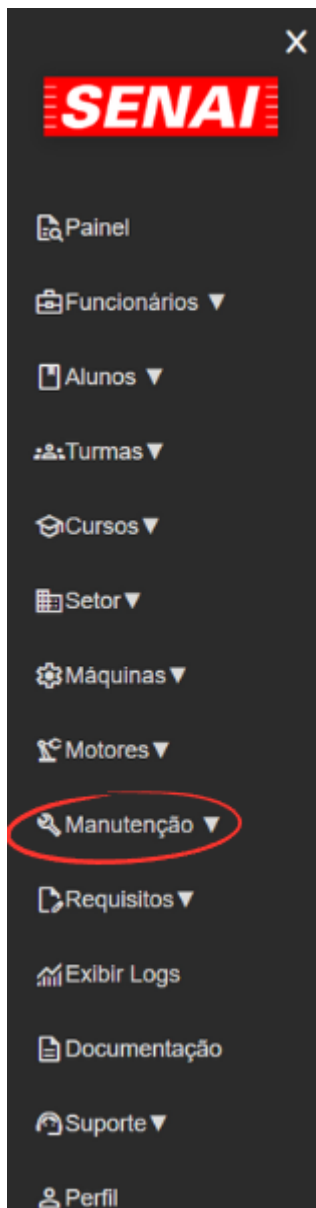 X
SENAI
Painel
Funcionários ▼
Alunos ▼
Turmas ▼
Cursos ▼
Setor ▼
Máquinas ▼
Motores ▼
Manutenção ▼
Requisitos ▼
Exibir Logs
Documentação
Suporte ▼
Perfil